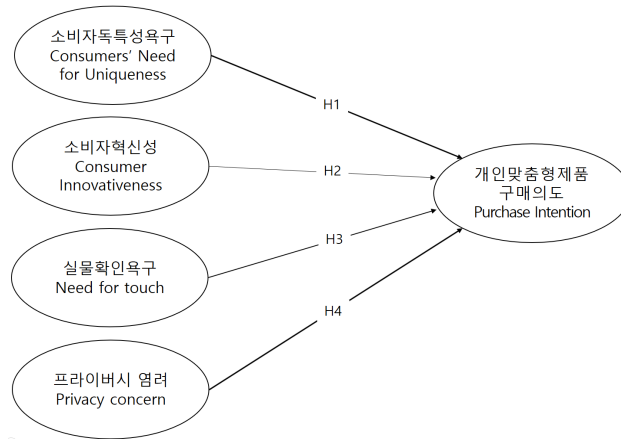 소비자독특성욕구
Consumers' Need
for Uniqueness
H1
소비자혁신성
Consumer
Innovativeness
H2
개인맞춤형제품
구매의도
Purchase Intention
실물확인욕구
Need for touch
H3
H4
프라이버시 염려
Privacy concern